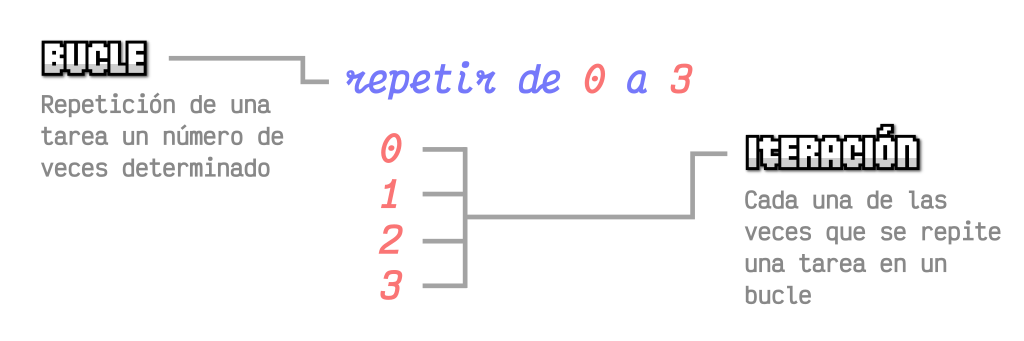 BUCLE
Repetición de una
tarea un número de
veces determinado
repetir de 0 a 3
0
1
2
3
ITERACIÓN
Cada una de las
veces que se repite
una tarea en un
bucle